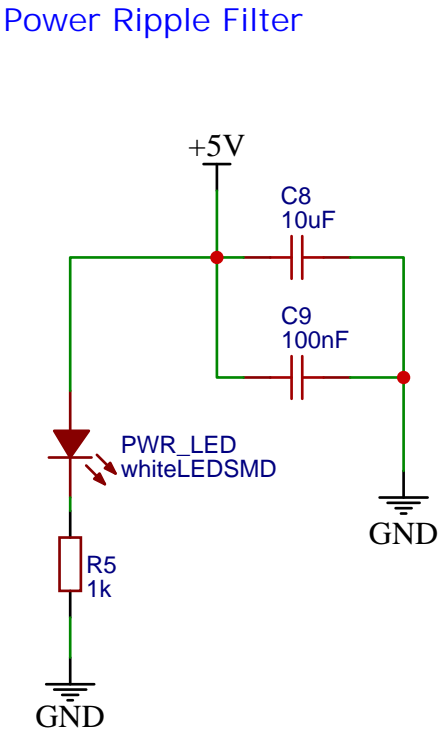 Power Ripple Filter
+5V
C8
10uF
C9
100nF
PWR_LED
whiteLEDSMD
GND
R5
1k
GND